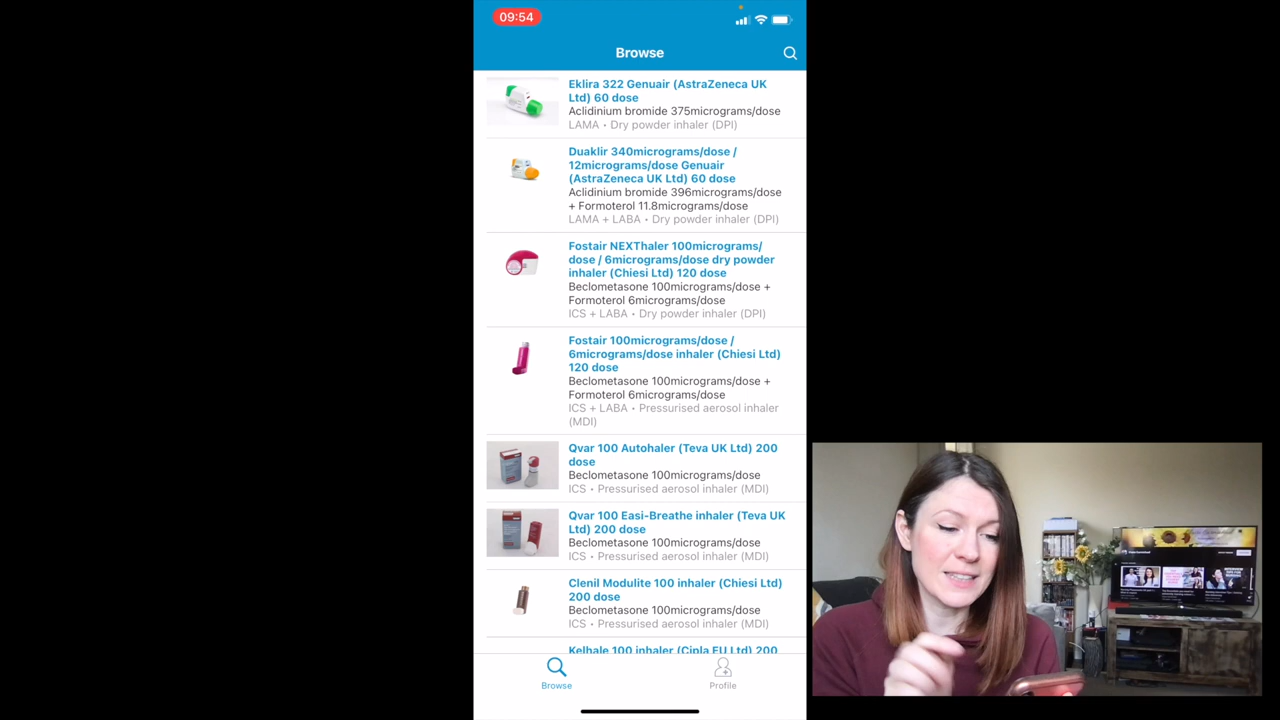 09:54
Browse
Eklira 322 Genuair (AstraZeneca UK
Ltd) 60 dose
Aclidinium bromide 375micrograms/dose
LAMA • Dry powder inhaler (DPI)
Duaklir 340micrograms/dose /
12micrograms/dose Genuair
(AstraZeneca UK Ltd) 60 dose
Aclidinium bromide 396micrograms/dose
+ Formoterol 11.8micrograms/dose
LAMA + LABA • Dry powder inhaler (DPI)
Fostair NEXThaler 100micrograms/
dose / 6micrograms/dose dry powder
inhaler (Chiesi Ltd) 120 dose
Beclometasone 100micrograms/dose +
Formoterol 6micrograms/dose
ICS + LABA • Dry powder inhaler (DPI)
Fostair 100micrograms/dose /
6micrograms/dose inhaler (Chiesi Ltd)
120 dose
Beclometasone 100micrograms/dose +
Formoterol 6micrograms/dose
ICS + LABA • Pressurised aerosol inhaler
(MDI)
Qvar 100 Autohaler (Teva UK Ltd) 200
dose
Beclometasone 100micrograms/dose
ICS • Pressurised aerosol inhaler (MDI)
Qvar 100 Easi-Breathe inhaler (Teva UK
Ltd) 200 dose
Beclometasone 100micrograms/dose
ICS • Pressurised aerosol inhaler (MDI)
Clenil Modulite 100 inhaler (Chiesi Ltd)
200 dose
Beclometasone 100micrograms/dose
ICS • Pressurised aerosol inhaler (MDI)
Kelhale 100 inhaler (Cipla EU Ltd) 200
Browse
Profile